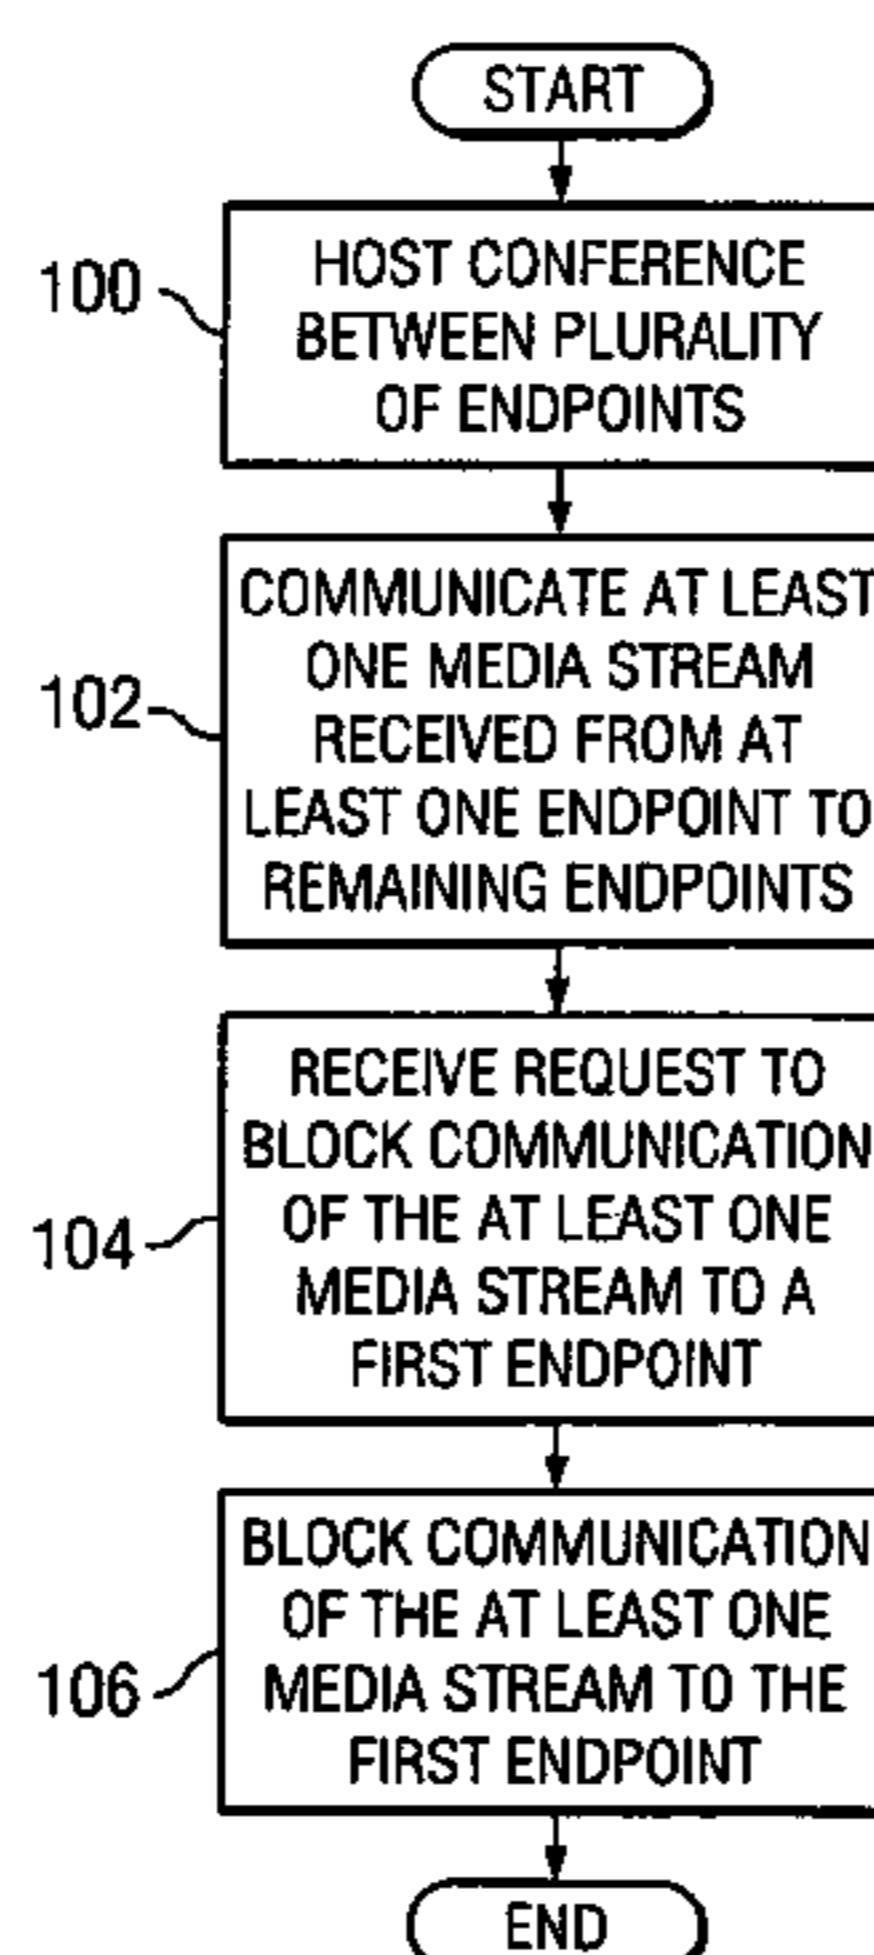 START
100
HOST CONFERENCE
BETWEEN PLURALITY
OF ENDPOINTS
102
COMMUNICATE AT LEAST
ONE MEDIA STREAM
RECEIVED FROM AT
LEAST ONE ENDPOINT TO
REMAINING ENDPOINTS
104
RECEIVE REQUEST TO
BLOCK COMMUNICATION
OF THE AT LEAST ONE
MEDIA STREAM TO A
FIRST ENDPOINT
106
BLOCK COMMUNICATION
OF THE AT LEAST ONE
MEDIA STREAM TO THE
FIRST ENDPOINT
END